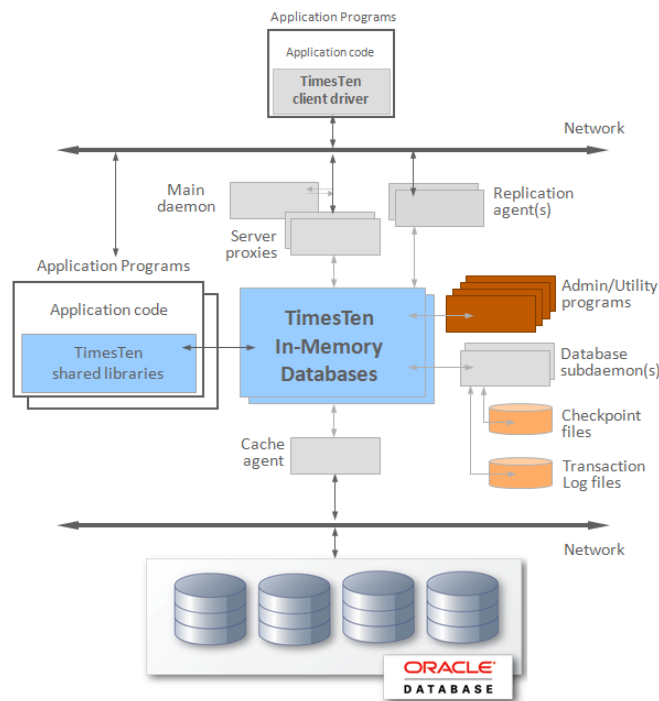 Application Programs
Application code
TimesTen
client driver
Network
Main
daemon
Server
proxies
Replication
agent(s)
Application Programs
Application code
TimesTen
shared libraries
TimesTen
In-Memory
Databases
Admin/Utility
programs
Database
subdaemon(s)
Checkpoint
files
Cache
agent
Transaction
Log files
Network
ORACLE
DATABASE